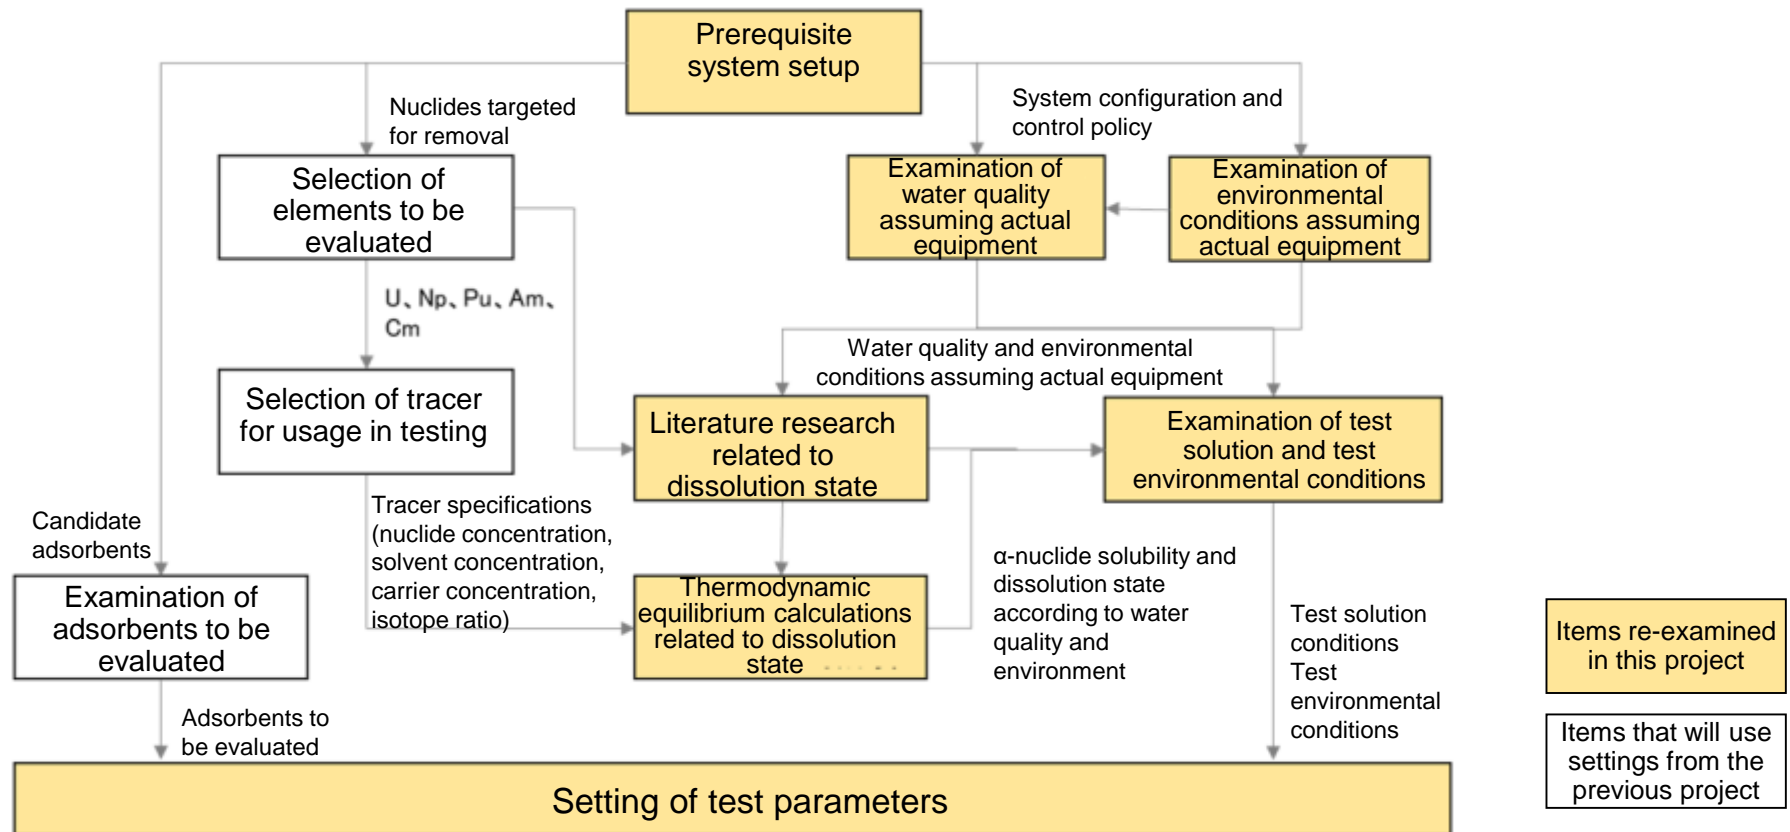 Prerequisite
system setup
Nuclides targeted
for removal
System configuration and
control policy
Selection of
elements to be
evaluated
Examination of
water quality
assuming actual
equipment
Examination of
environmental
conditions assuming
actual equipment
U、Np、Pu、Am、
Cm
Water quality and environmental
conditions assuming actual equipment
Selection of tracer
for usage in testing
Literature research
related to
dissolution state
Examination of test
solution and test
environmental conditions
Tracer specifications
(nuclide concentration,
solvent concentration,
carrier concentration,
isotope ratio)
Candidate
adsorbents
α-nuclide solubility and
dissolution state
according to water
quality and
environment
Examination of
adsorbents to be
evaluated
Thermodynamic
equilibrium calculations
related to dissolution
state
Test solution
conditions
Test
environmental
conditions
Items re-examined
in this project
Adsorbents to
be evaluated
Items that will use
settings from the
previous project
Setting of test parameters